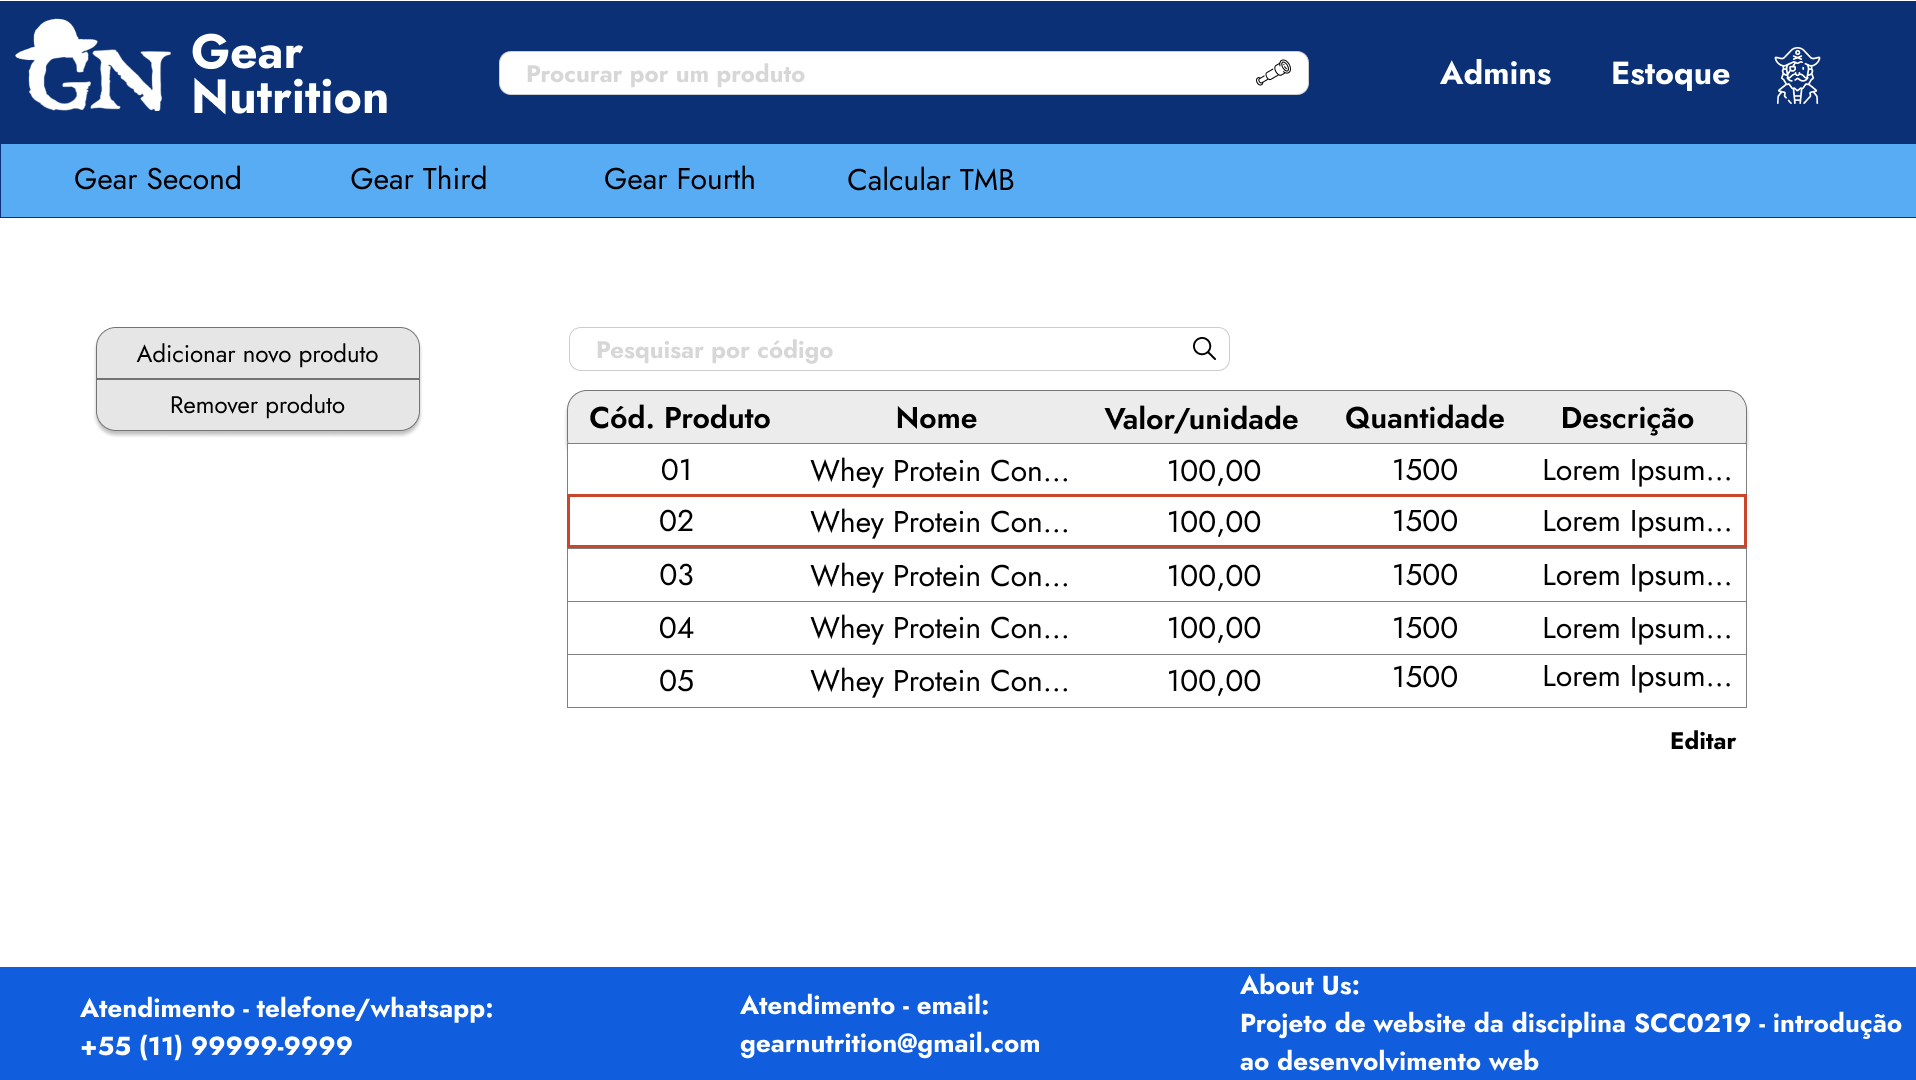 GN Gear
Nutrition
Procurar por um produto
Admins Estoque
Gear Second Gear Third Gear Fourth Calcular TMB
Adicionar novo produto
Remover produto
Pesquisar por código
Cód. Produto Nome Valor/unidade Quantidade Descrição
01 Whey Protein Con... 100,00 1500 Lorem Ipsum...
02 Whey Protein Con... 100,00 1500 Lorem Ipsum...
03 Whey Protein Con... 100,00 1500 Lorem Ipsum...
04 Whey Protein Con... 100,00 1500 Lorem Ipsum...
05 Whey Protein Con... 100,00 1500 Lorem Ipsum...
Editar
Atendimento - telefone/whatsapp:
+55 (11) 99999-9999
Atendimento - email:
gearnutrition@gmail.com
About Us:
Projeto de website da disciplina SCC0219 - introdução
ao desenvolvimento web